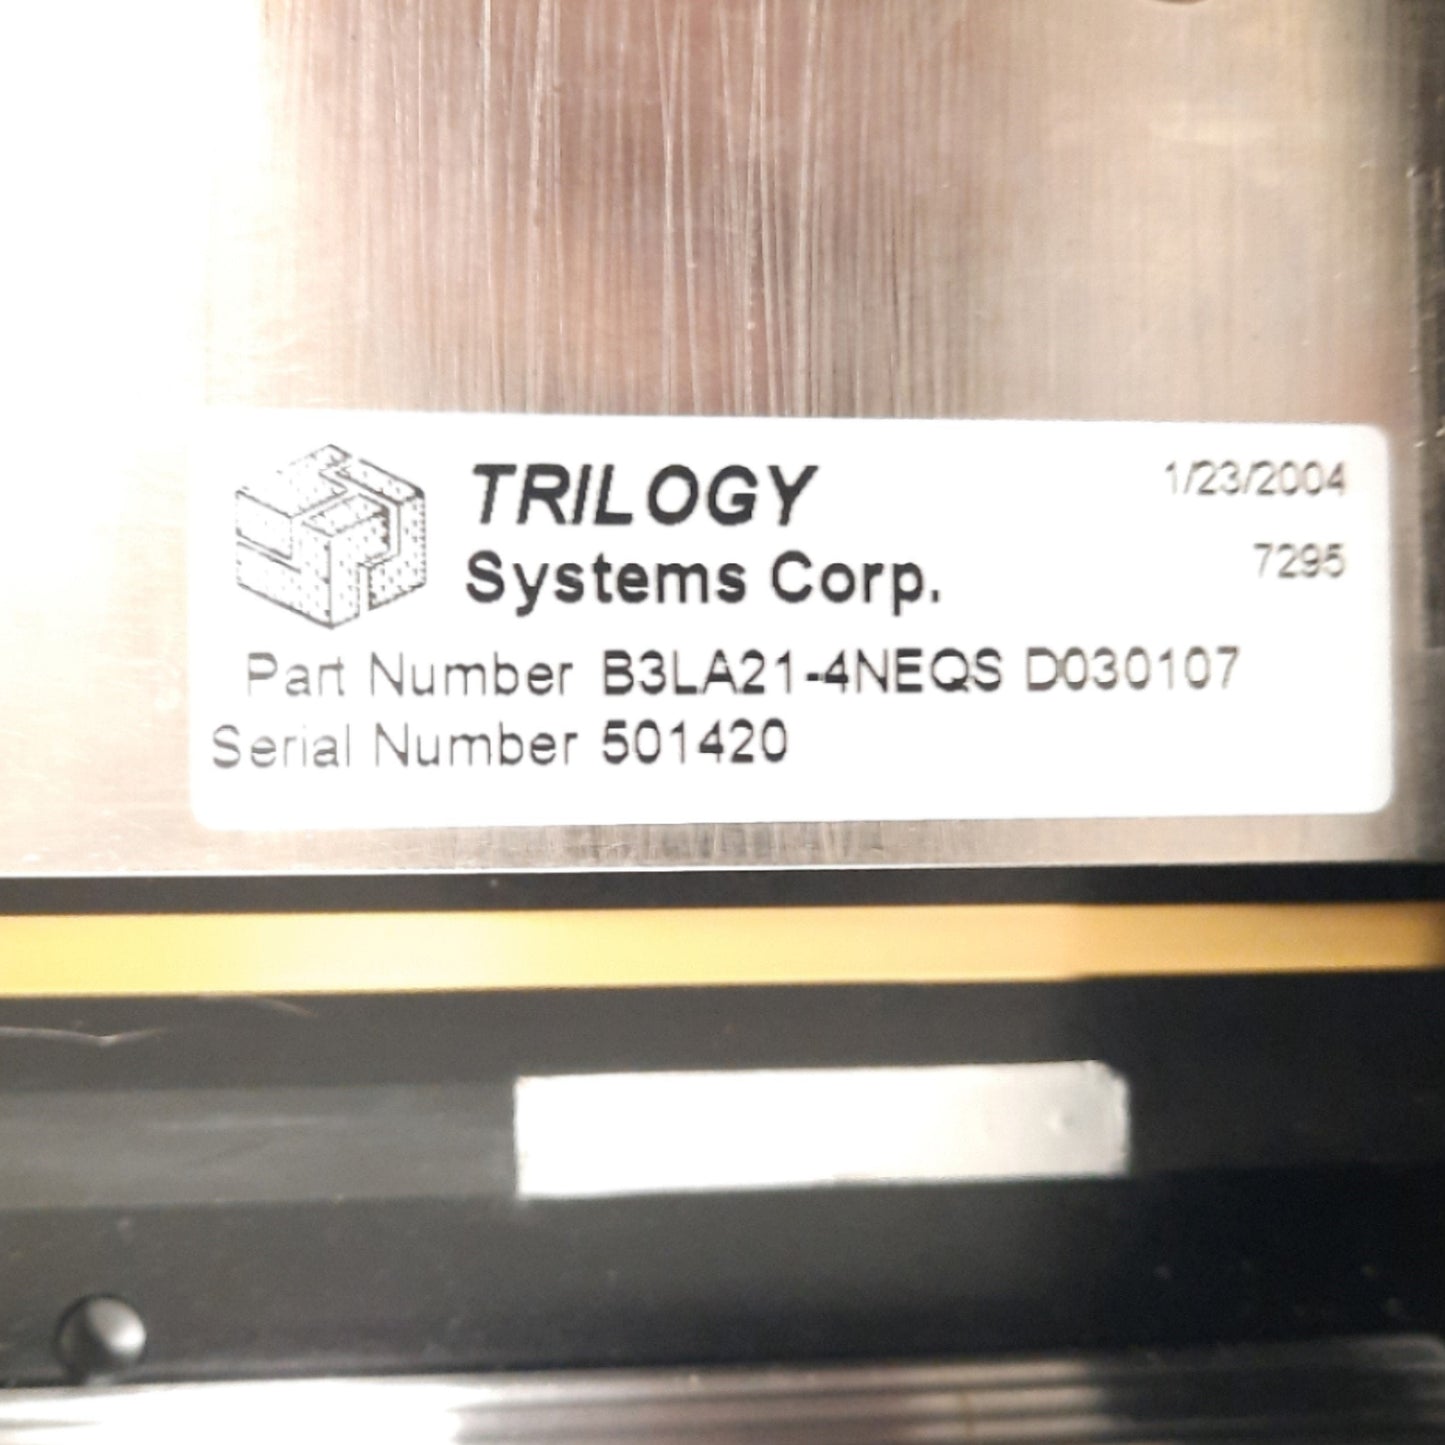 TRILOGY
Systems Corp.
1/23/2004
7295
Part Number B3LA21-4NEQS D030107
Serial Number 501420